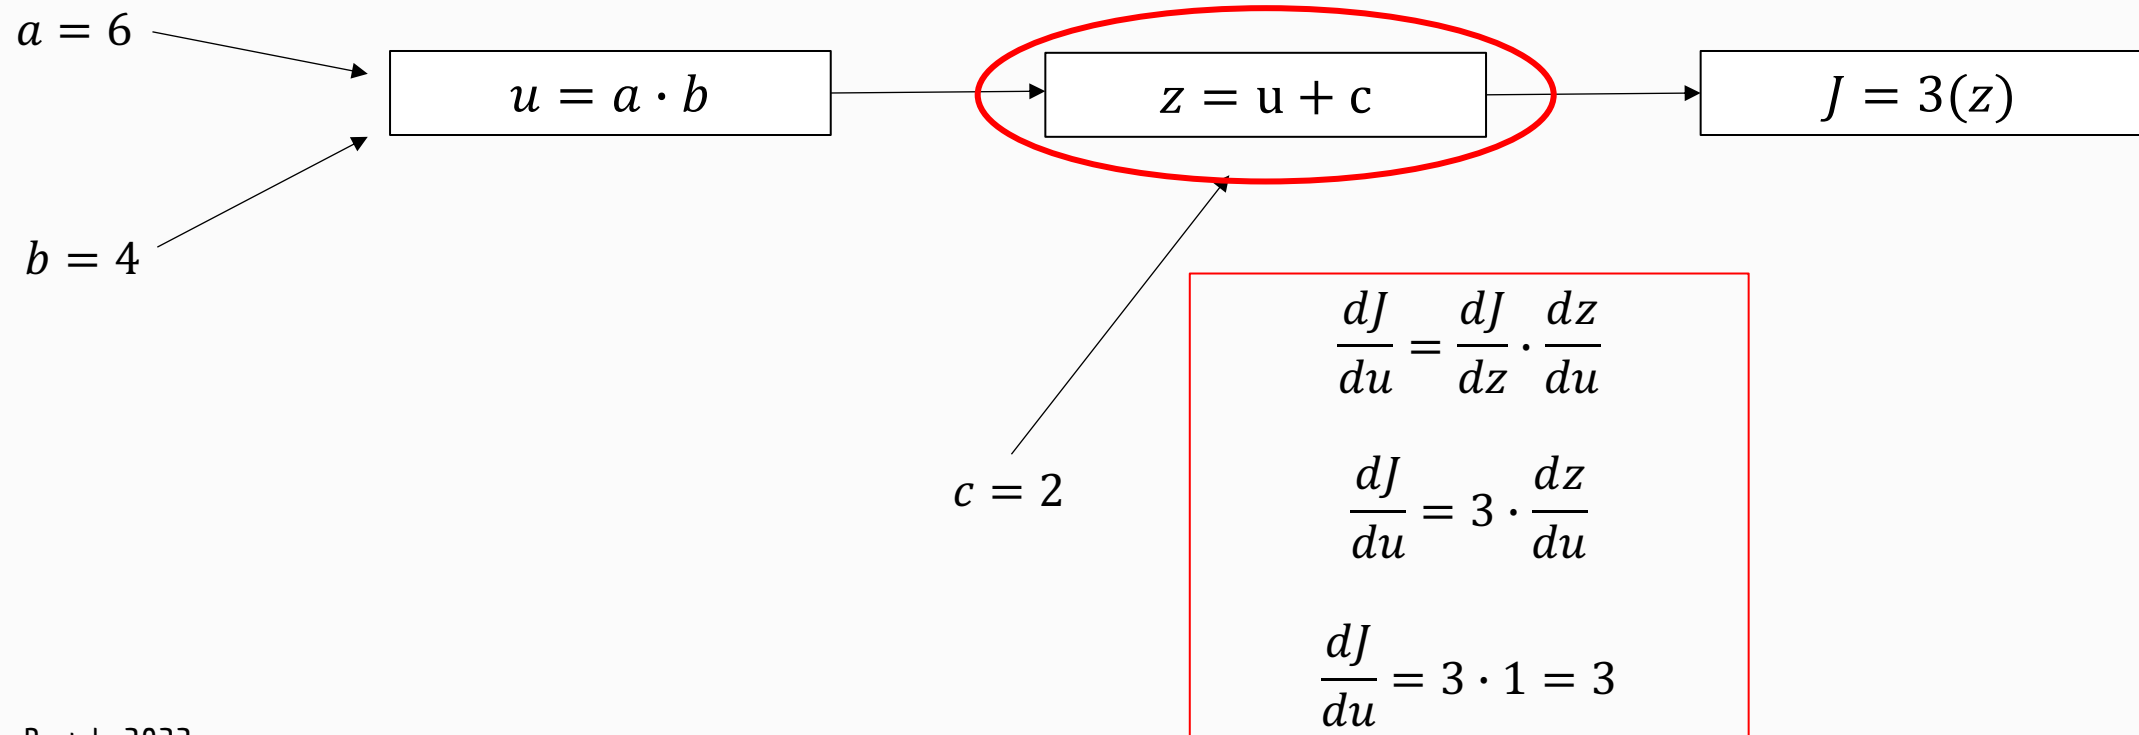 a = 6
u = a · b
z = u + c
J = 3(z)
b = 4
c = 2
dJ/du = dJ/dz · dz/du
dJ/du = 3 · dz/du
dJ/du = 3 · 1 = 3